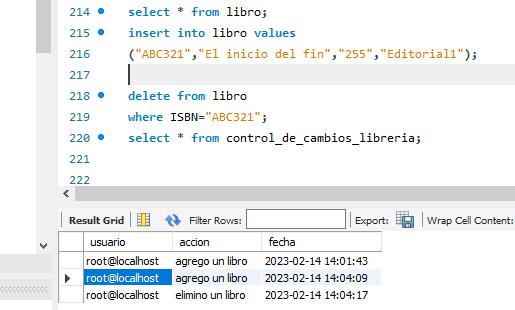 214 select * from libro;
215 insert into libro values
216 ("ABC321","El inicio del fin","255","Editorial1");
217
218 delete from libro
219 where ISBN="ABC321";
220 select * from control_de_cambios_libreria;
221
222
Result Grid Filter Rows: Export: Wrap Cell Content:
usuario accion fecha
root@localhost agrego un libro 2023-02-14 14:01:43
root@localhost agrego un libro 2023-02-14 14:04:09
root@localhost elimino un libro 2023-02-14 14:04:17